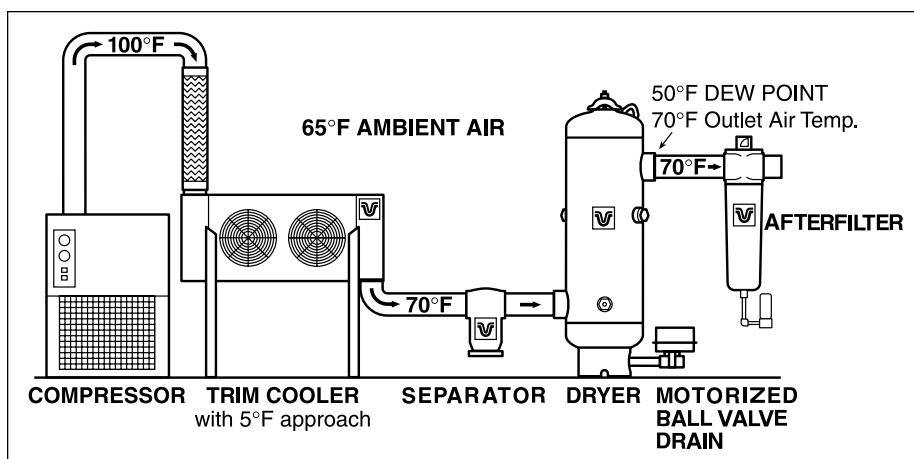 100°F
65°F AMBIENT AIR
50°F DEW POINT
70°F Outlet Air Temp.
70°F
AFTERFILTER
70°F
COMPRESSOR
TRIM COOLER
with 5°F approach
SEPARATOR
DRYER
MOTORIZED
BALL VALVE
DRAIN